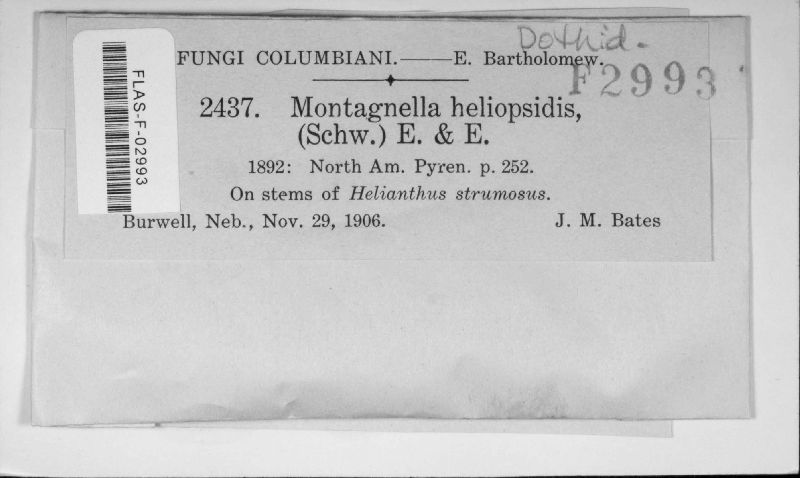 Dothid.
FUNGI COLUMBIANI.——E. Bartholomew.
F2993
2437. Montagnella heliopsidis,
(Schw.) E. & E.
1892: North Am. Pyren. p. 252.
On stems of Helianthus strumosus.
Burwell, Neb., Nov. 29, 1906. J. M. Bates
FLAS-F-02993